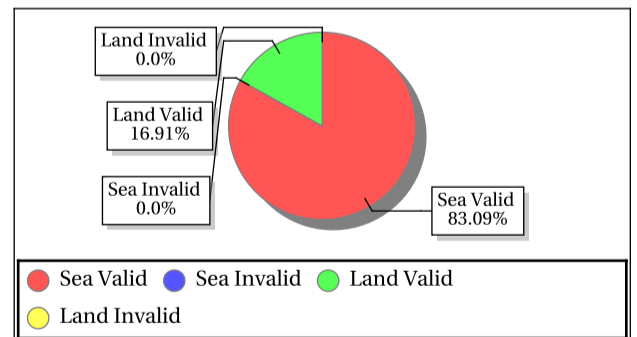 Land Invalid
0.0%
Land Valid
16.91%
Sea Invalid
0.0%
Sea Valid
83.09%
Sea Valid Sea Invalid Land Valid
Land Invalid